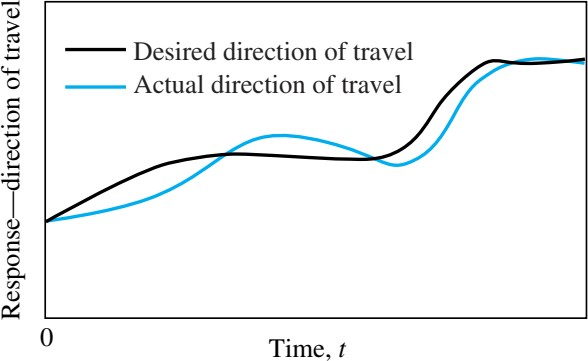 Response—direction of travel
Desired direction of travel
Actual direction of travel
0
Time, t